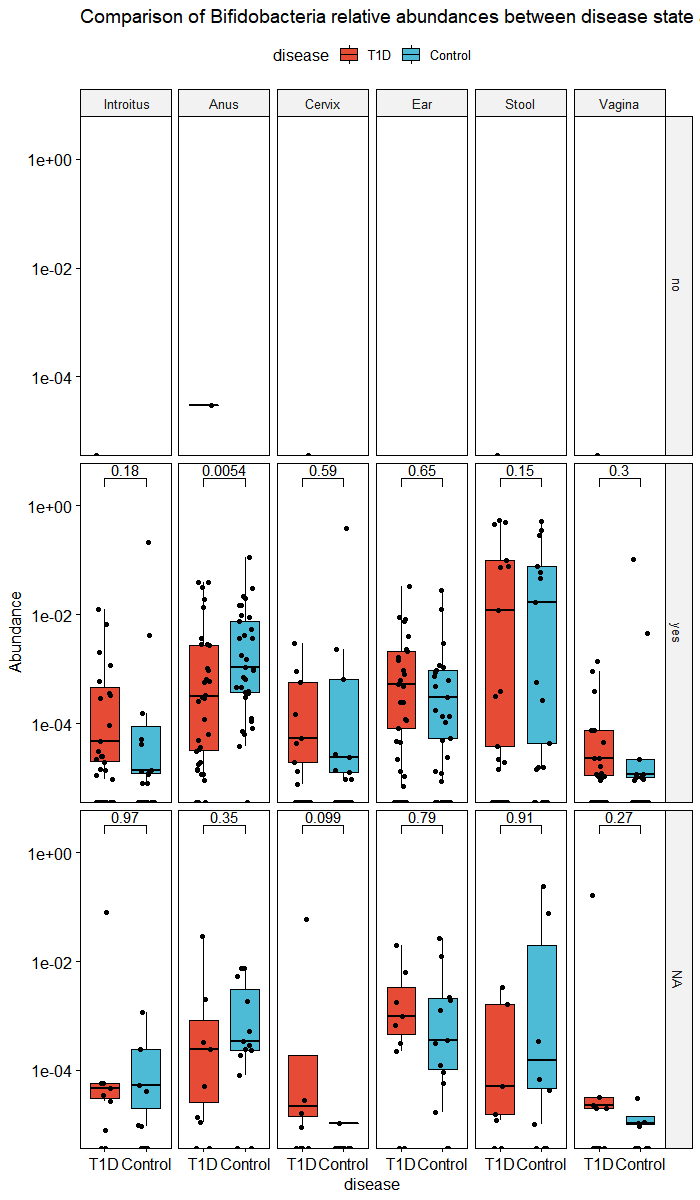 Comparison of Bifidobacteria relative abundances between disease state
disease T1D Control
Introitus Anus Cervix Ear Stool Vagina
1e+00
1e-02
1e-04
no
0.18 0.0054 0.59 0.65 0.15 0.3
1e+00
1e-02
1e-04
yes
Abundance
0.97 0.35 0.099 0.79 0.91 0.27
1e+00
1e-02
1e-04
NA
T1D Control T1D Control T1D Control T1D Control T1D Control T1D Control
disease